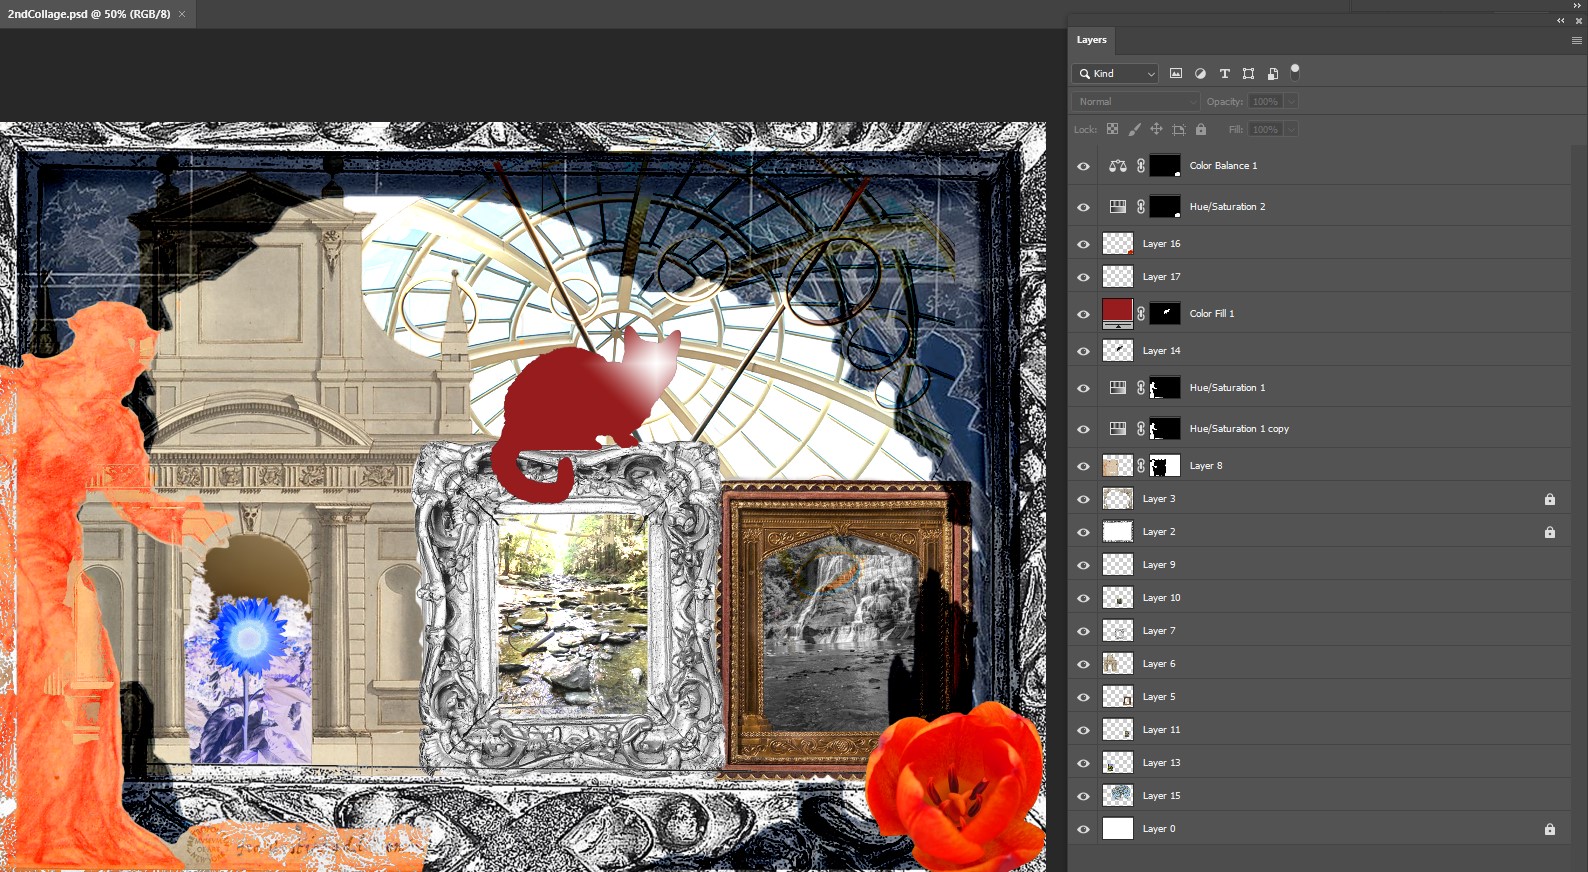 2ndCollage.psd @ 50% (RGB/8) ×
Layers
Kind
Normal
Opacity: 100%
Lock:
Fill: 100%
Color Balance 1
Hue/Saturation 2
Layer 16
Layer 17
Color Fill 1
Layer 14
Hue/Saturation 1
Hue/Saturation 1 copy
Layer 8
Layer 3
Layer 2
Layer 9
Layer 10
Layer 7
Layer 6
Layer 5
Layer 11
Layer 13
Layer 15
Layer 0